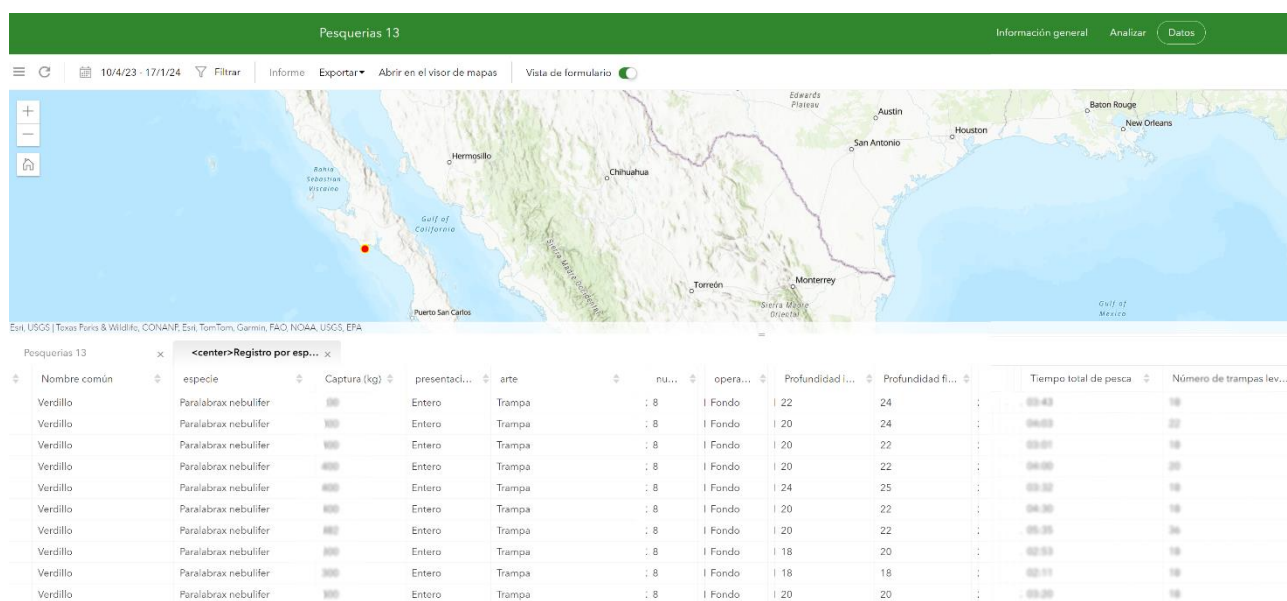 Pesquerias 13 Información general Analizar Datos
10/4/23 - 17/1/24 Filtrar Informe Exportar Abrir en el visor de mapas Vista de formulario
Edwards
Plateau
Austin
Baton Rouge
New Orleans
Houston
San Antonio
Hermosillo
Chihuahua
Bahia
Sebastian
Viscaino
Gulf of
California
Sierra Madre Occidental
Torreón
Monterrey
Sierra Madre
Oriental
Gulf of
Mexico
Puerto San Carlos
Esri, USGS | Texas Parks & Wildlife, CONANP, Esri, TomTom, Garmin, FAO, NOAA, USGS, EPA
Pesquerias 13 × <center>Registro por esp... ×
Nombre común especie Captura (kg) presentaci... arte nu... opera... Profundidad i... Profundidad fi... Tiempo total de pesca Número de trampas lev...
Verdillo Paralabrax nebulifer Entero Trampa 8 Fondo 22 24
Verdillo Paralabrax nebulifer Entero Trampa 8 Fondo 20 24
Verdillo Paralabrax nebulifer Entero Trampa 8 Fondo 20 22
Verdillo Paralabrax nebulifer Entero Trampa 8 Fondo 20 22
Verdillo Paralabrax nebulifer Entero Trampa 8 Fondo 24 25
Verdillo Paralabrax nebulifer Entero Trampa 8 Fondo 20 22
Verdillo Paralabrax nebulifer Entero Trampa 8 Fondo 20 22
Verdillo Paralabrax nebulifer Entero Trampa 8 Fondo 18 20
Verdillo Paralabrax nebulifer Entero Trampa 8 Fondo 18 18
Verdillo Paralabrax nebulifer Entero Trampa 8 Fondo 20 20